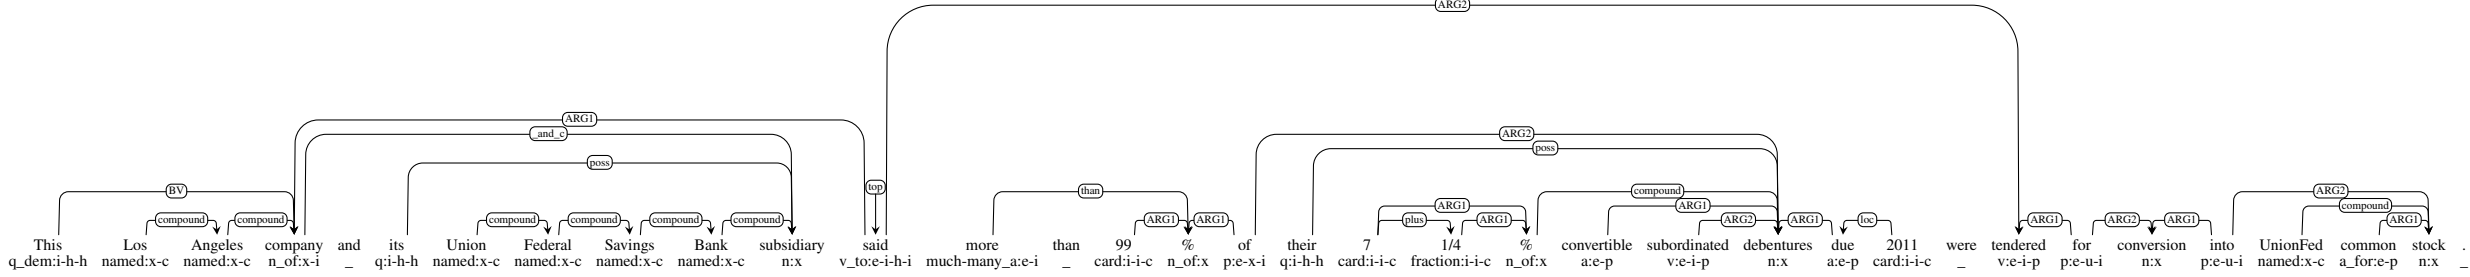 ARG2
ARG1
_and_c ARG2
poss poss
BV top than compound ARG2
ARG1 ARG1 compound
compound compound compound compound compound compound ARG1 ARG1 plus ARG1 ARG2 ARG1 loc ARG1 ARG2 ARG1 ARG1
This Los Angeles company and its Union Federal Savings Bank subsidiary said more than 99 % of their 7 1/4 % convertible subordinated debentures due 2011 were tendered for conversion into UnionFed common stock .
q_dem:i-h-h named:x-c named:x-c n_of:x-i _ q:i-h-h named:x-c named:x-c named:x-c named:x-c n:x v_to:e-i-h-i much-many_a:e-i _ card:i-i-c n_of:x p:e-x-i q:i-h-h card:i-i-c fraction:i-i-c n_of:x a:e-p v:e-i-p n:x a:e-p card:i-i-c _ v:e-i-p p:e-u-i n:x p:e-u-i named:x-c a_for:e-p n:x _